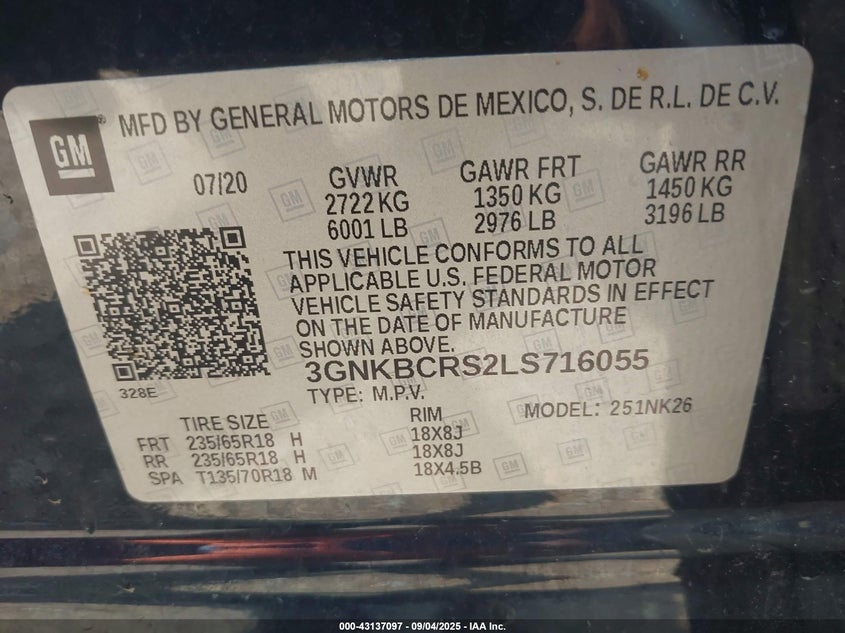 GM®
MFD BY GENERAL MOTORS DE MEXICO, S. DE R.L. DE C.V.
07/20 GVWR GAWR FRT GAWR RR
2722 KG 1350 KG 1450 KG
6001 LB 2976 LB 3196 LB
THIS VEHICLE CONFORMS TO ALL
APPLICABLE U.S. FEDERAL MOTOR
VEHICLE SAFETY STANDARDS IN EFFECT
ON THE DATE OF MANUFACTURE
SHOWN ABOVE.
3GNKBCRS2LS716055
328E
TYPE: M.P.V. MODEL: 251NK26
TIRE SIZE RIM
FRT 235/65R18 H 18X8J
RR 235/65R18 H 18X8J
SPA T135/70R18 M 18X4.5B
000-43137097 - 09/04/2025 - IAA Inc.